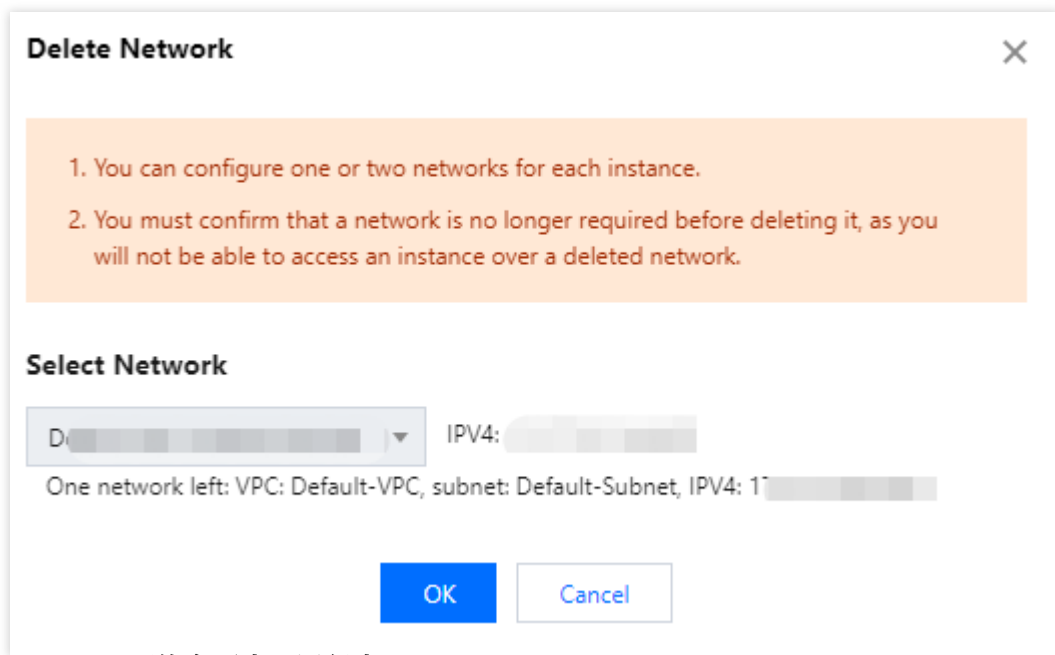 Delete Network
1. You can configure one or two networks for each instance.
2. You must confirm that a network is no longer required before deleting it, as you
will not be able to access an instance over a deleted network.
Select Network
IPV4:
One network left: VPC: Default-VPC, subnet: Default-Subnet, IPV4:
OK
Cancel